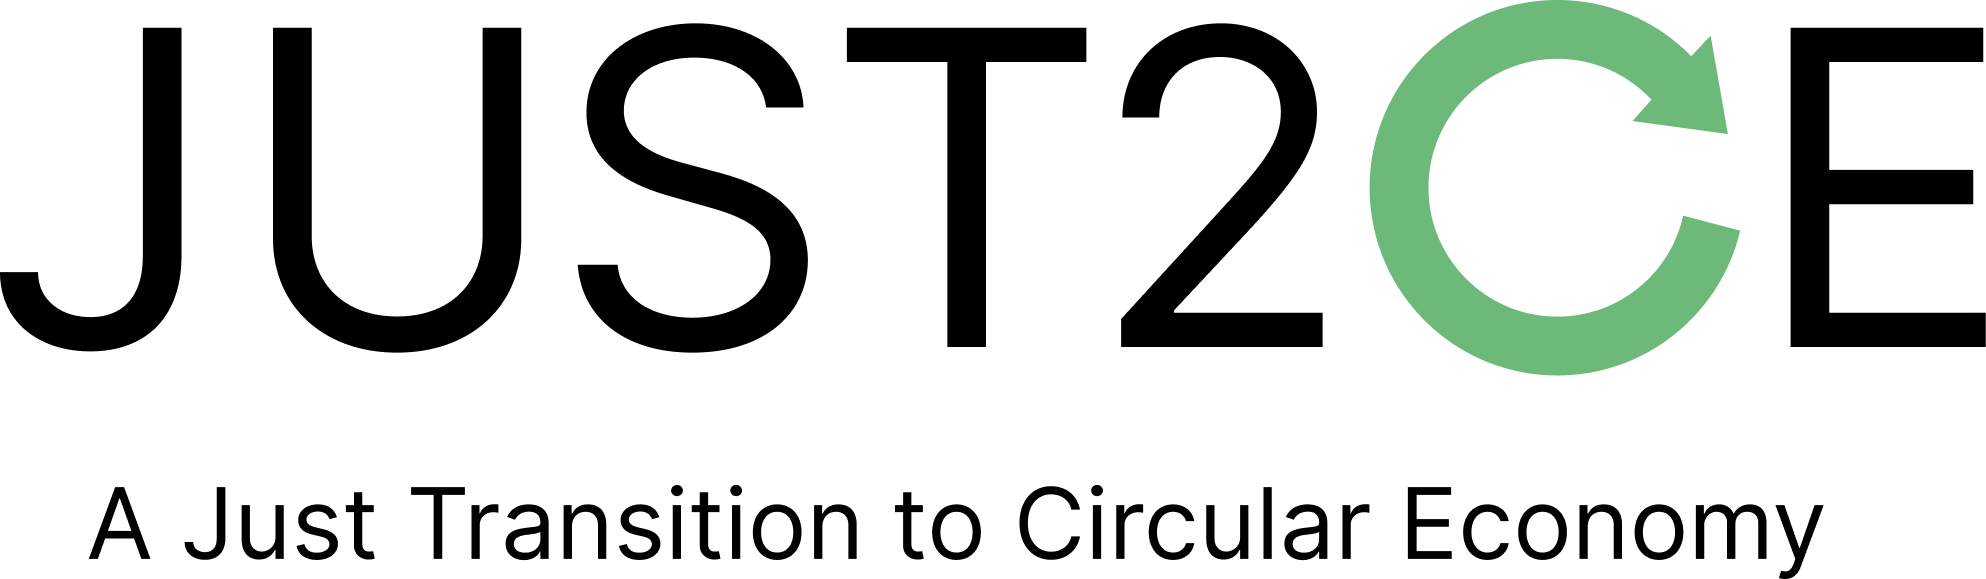 JUST2CE
A Just Transition to Circular Economy